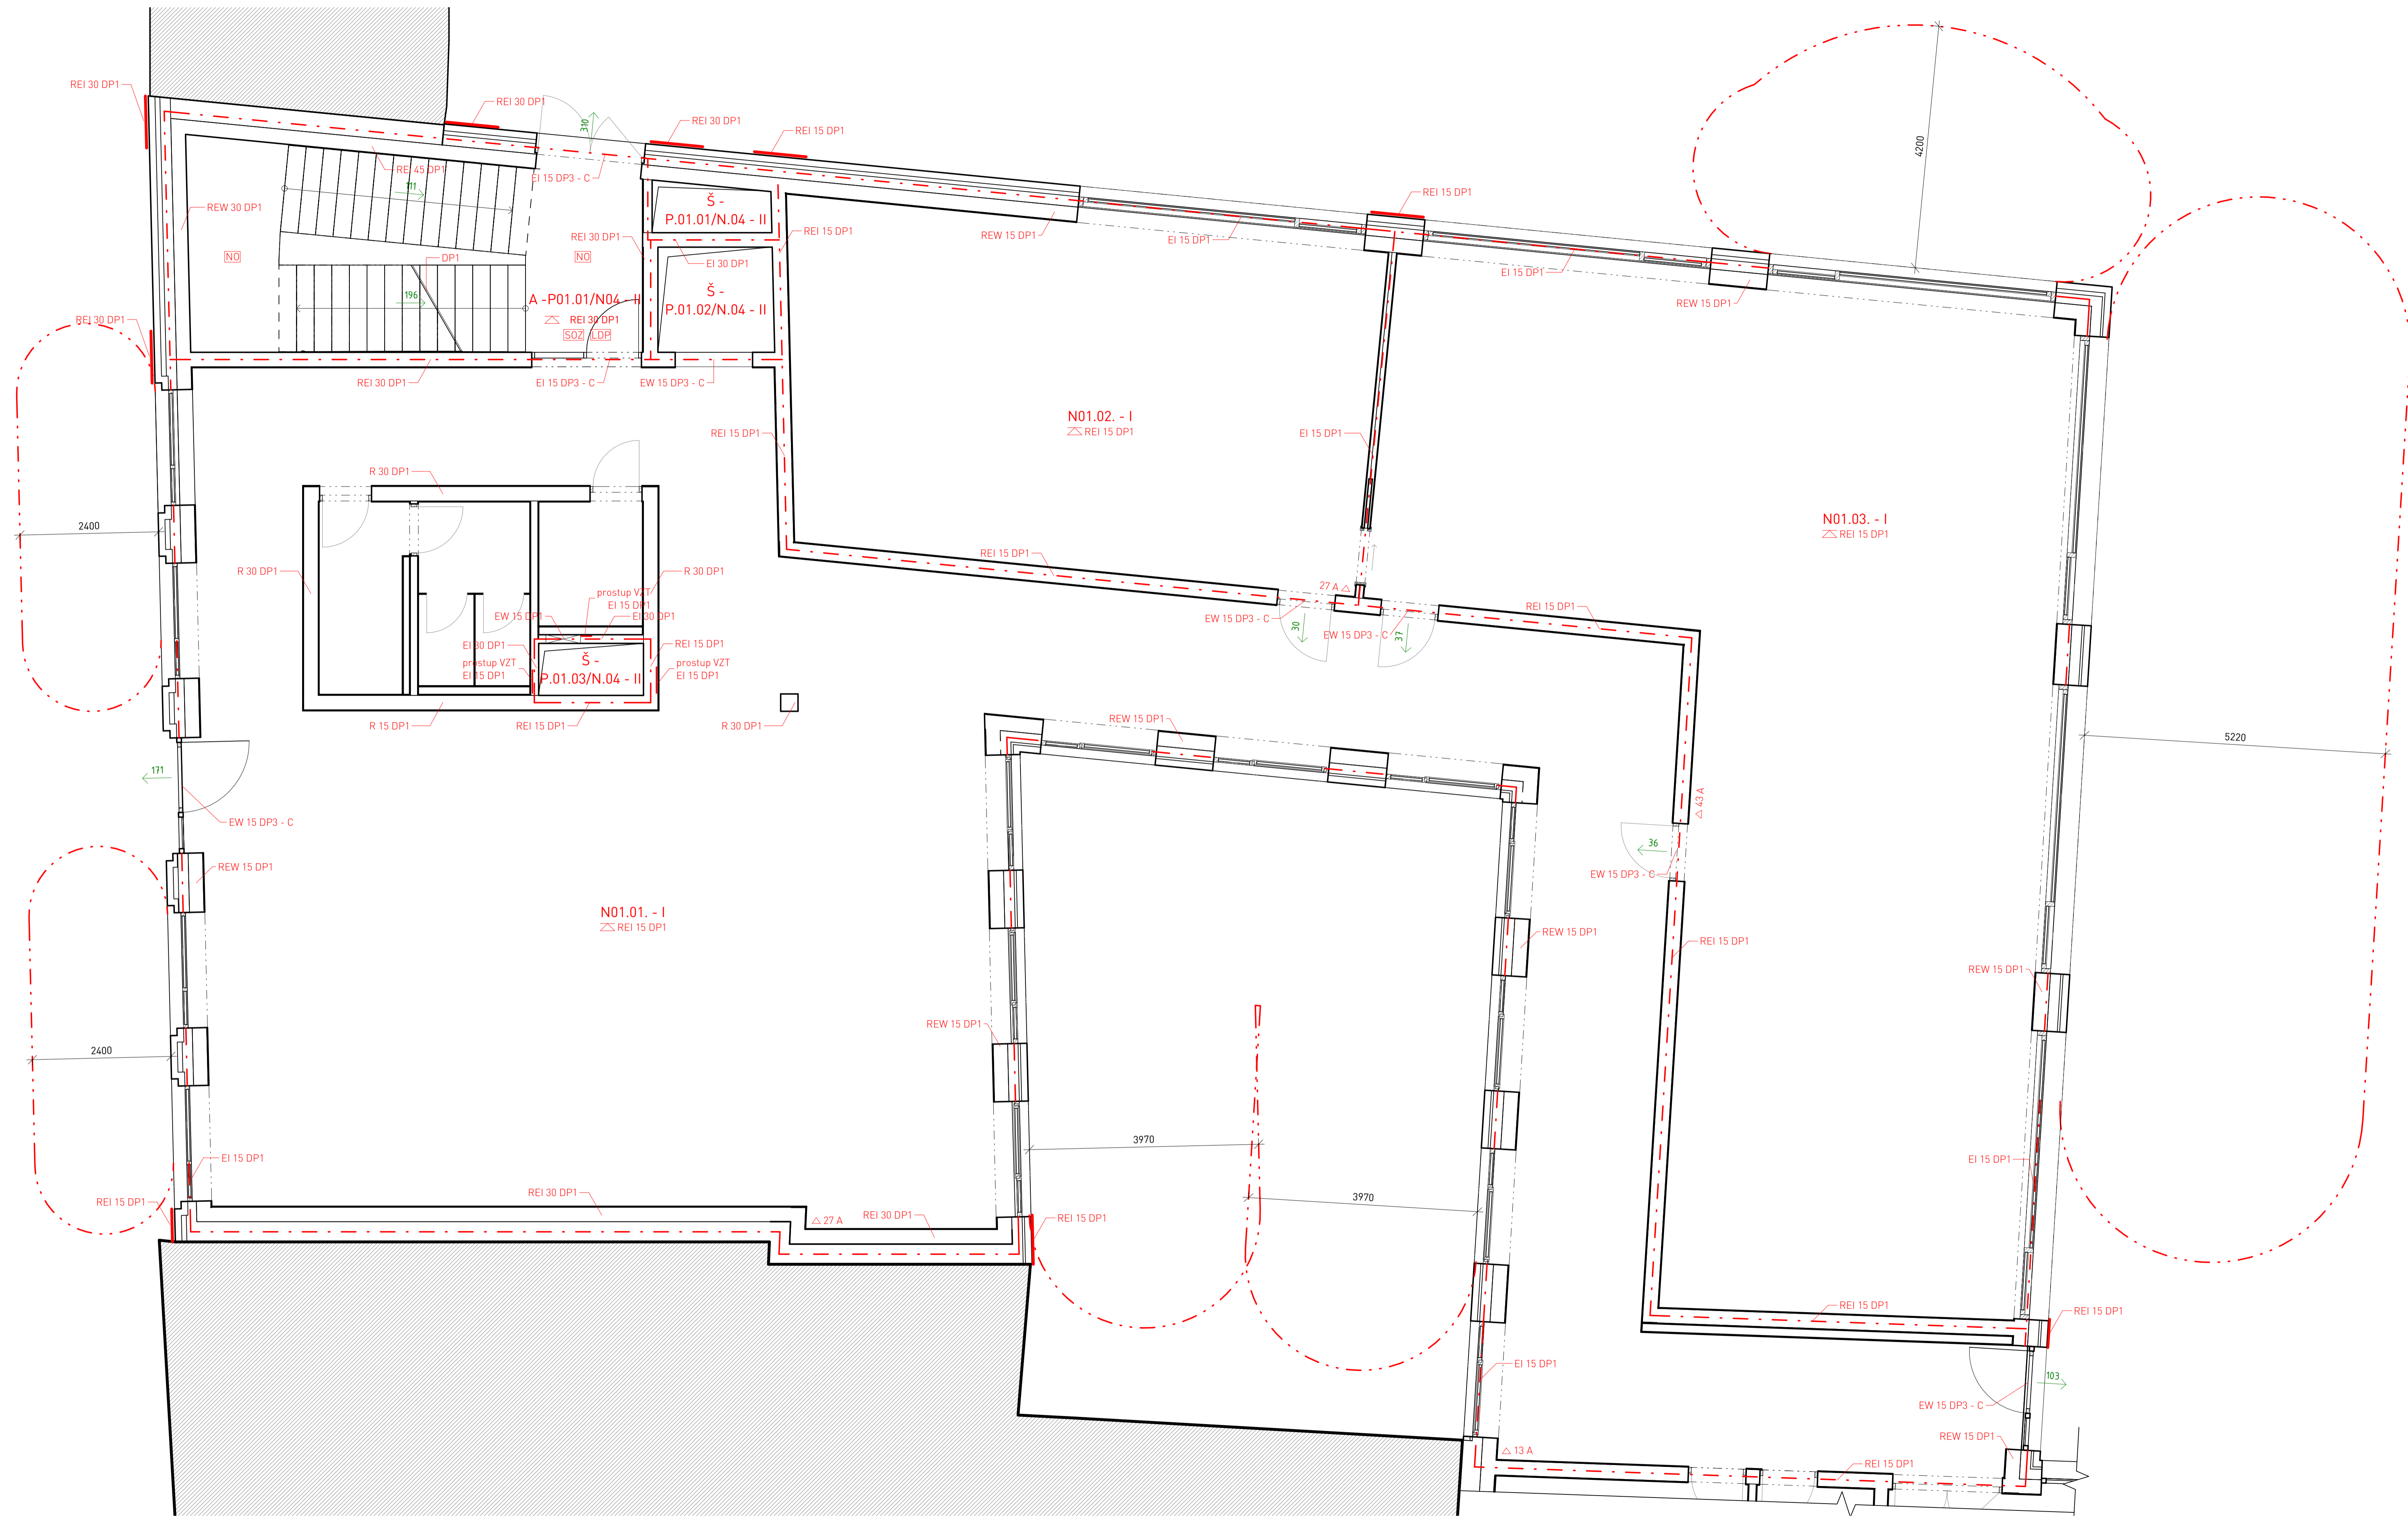 REI 30 DP1
REI 30 DP1
310
REI 30 DP1
REI 15 DP1
4200
REI 45 DP1
EI 15 DP3 - C
111
REW 30 DP1
Š -
P.01.01/N.04 - II
REI 15 DP1
REW 15 DP1
EI 15 DP1
REI 15 DP1
REI 30 DP1
NO
NO
DP1
EI 30 DP1
EI 15 DP1
196
A -P01.01/N04 - II
REI 30 DP1
SOZ
LDP
Š -
P.01.02/N.04 - II
REW 15 DP1
REI 30 DP1
REI 30 DP1
EI 15 DP3 - C
EW 15 DP3 - C
N01.02. - I
REI 15 DP1
REI 15 DP1
EI 15 DP1
R 30 DP1
2400
N01.03. - I
REI 15 DP1
REI 15 DP1
R 30 DP1
R 30 DP1
prostup VZT
EI 15 DP1
EW 15 DP1
EI 30 DP1
27 A
REI 15 DP1
EW 15 DP3 - C
30
EW 15 DP3 - C
37
EI 30 DP1
REI 15 DP1
prostup VZT
EI 15 DP1
Š -
P.01.03/N.04 - II
prostup VZT
EI 15 DP1
R 15 DP1
REI 15 DP1
R 30 DP1
REW 15 DP1
5220
171
43 A
EW 15 DP3 - C
36
REW 15 DP1
EW 15 DP3 - C
N01.01. - I
REI 15 DP1
REW 15 DP1
REI 15 DP1
REW 15 DP1
REW 15 DP1
2400
3970
EI 15 DP1
EI 15 DP1
REI 15 DP1
REI 30 DP1
27 A
REI 30 DP1
REI 15 DP1
3970
REI 15 DP1
REI 15 DP1
EI 15 DP1
103
EW 15 DP3 - C
REW 15 DP1
13 A
REI 15 DP1